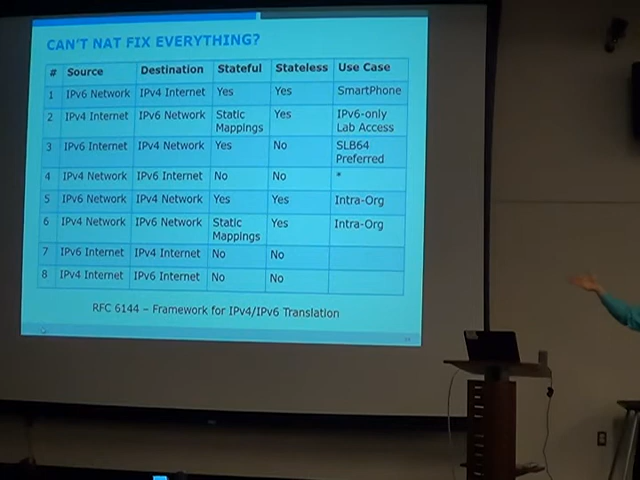 CAN'T NAT FIX EVERYTHING?
# Source Destination Stateful Stateless Use Case
1 IPv6 Network IPv4 Internet Yes Yes SmartPhone
2 IPv4 Internet IPv6 Network Static Mappings Yes IPv6-only Lab Access
3 IPv6 Internet IPv4 Network Yes No SLB64 Preferred
4 IPv4 Network IPv6 Internet No No *
5 IPv6 Network IPv4 Network Yes Yes Intra-Org
6 IPv4 Network IPv6 Network Static Mappings Yes Intra-Org
7 IPv6 Internet IPv4 Internet No No
8 IPv4 Internet IPv6 Internet No No
RFC 6144 – Framework for IPv4/IPv6 Translation